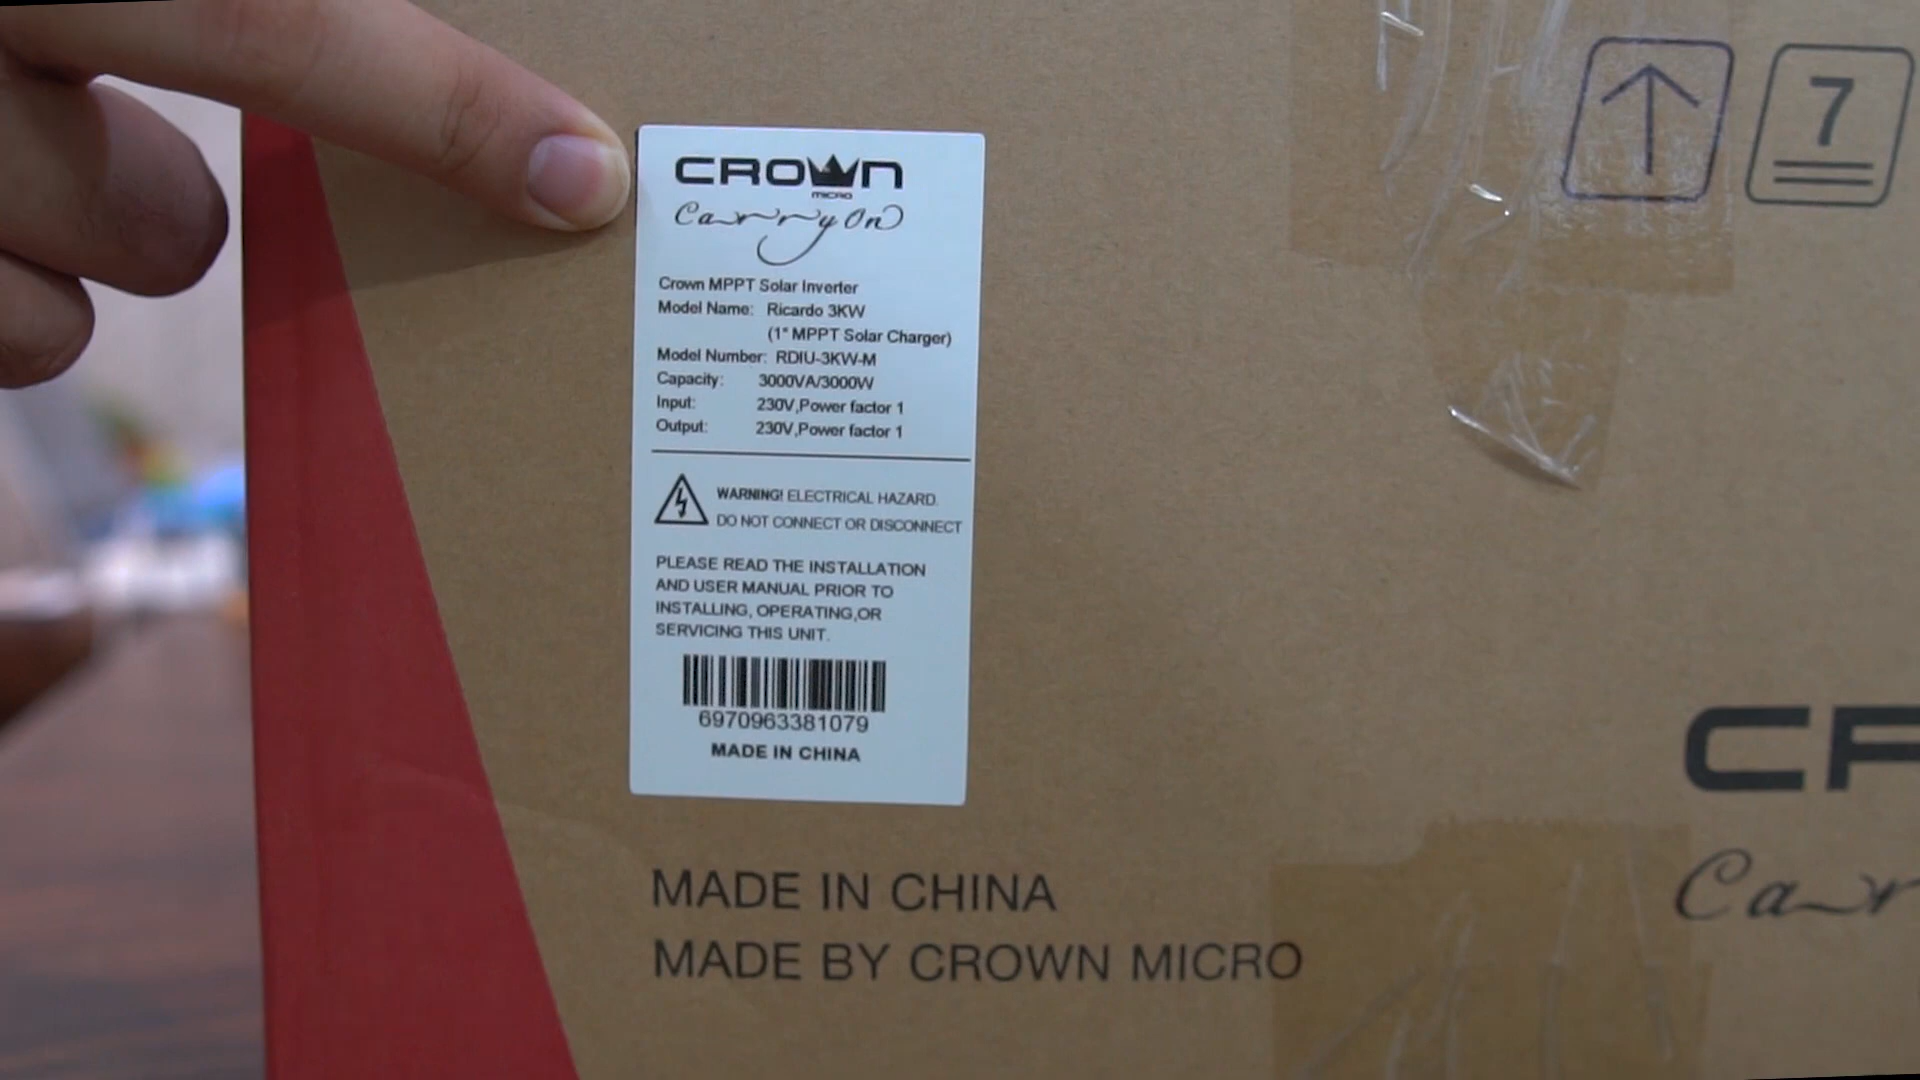 CROWN
MICRO
Carry On
Crown MPPT Solar Inverter
Model Name: Ricardo 3KW
(1* MPPT Solar Charger)
Model Number: RDIU-3KW-M
Capacity: 3000VA/3000W
Input: 230V,Power factor 1
Output: 230V,Power factor 1
WARNING! ELECTRICAL HAZARD.
DO NOT CONNECT OR DISCONNECT
PLEASE READ THE INSTALLATION
AND USER MANUAL PRIOR TO
INSTALLING, OPERATING,OR
SERVICING THIS UNIT.
6970963381079
MADE IN CHINA
MADE IN CHINA
MADE BY CROWN MICRO
7
CR
Car